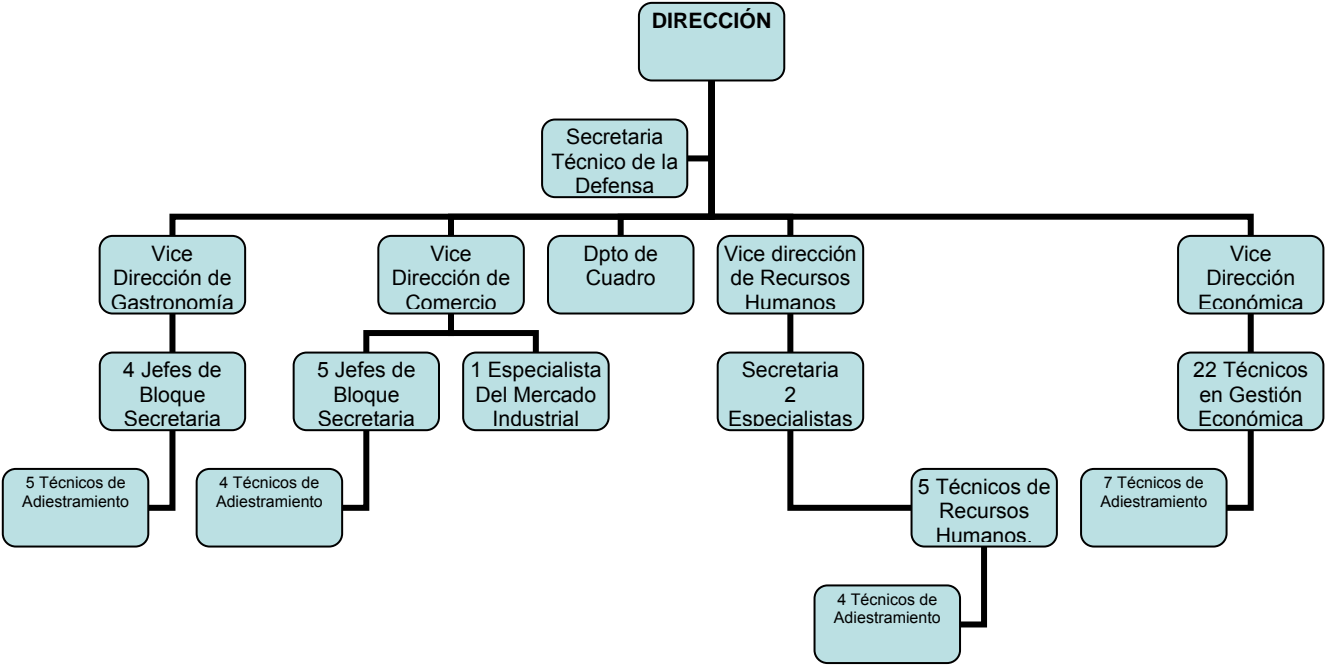 DIRECCIÓN
Secretaria
Técnico de la
Defensa
Vice
Dirección de
Gastronomía
Vice
Dirección de
Comercio
Dpto de
Cuadro
Vice dirección
de Recursos
Humanos
Vice
Dirección
Económica
4 Jefes de
Bloque
Secretaria
5 Jefes de
Bloque
Secretaria
1 Especialista
Del Mercado
Industrial
Secretaria
2
Especialistas
22 Técnicos
en Gestión
Económica
5 Técnicos de
Adiestramiento
4 Técnicos de
Adiestramiento
5 Técnicos de
Recursos
Humanos.
7 Técnicos de
Adiestramiento
4 Técnicos de
Adiestramiento